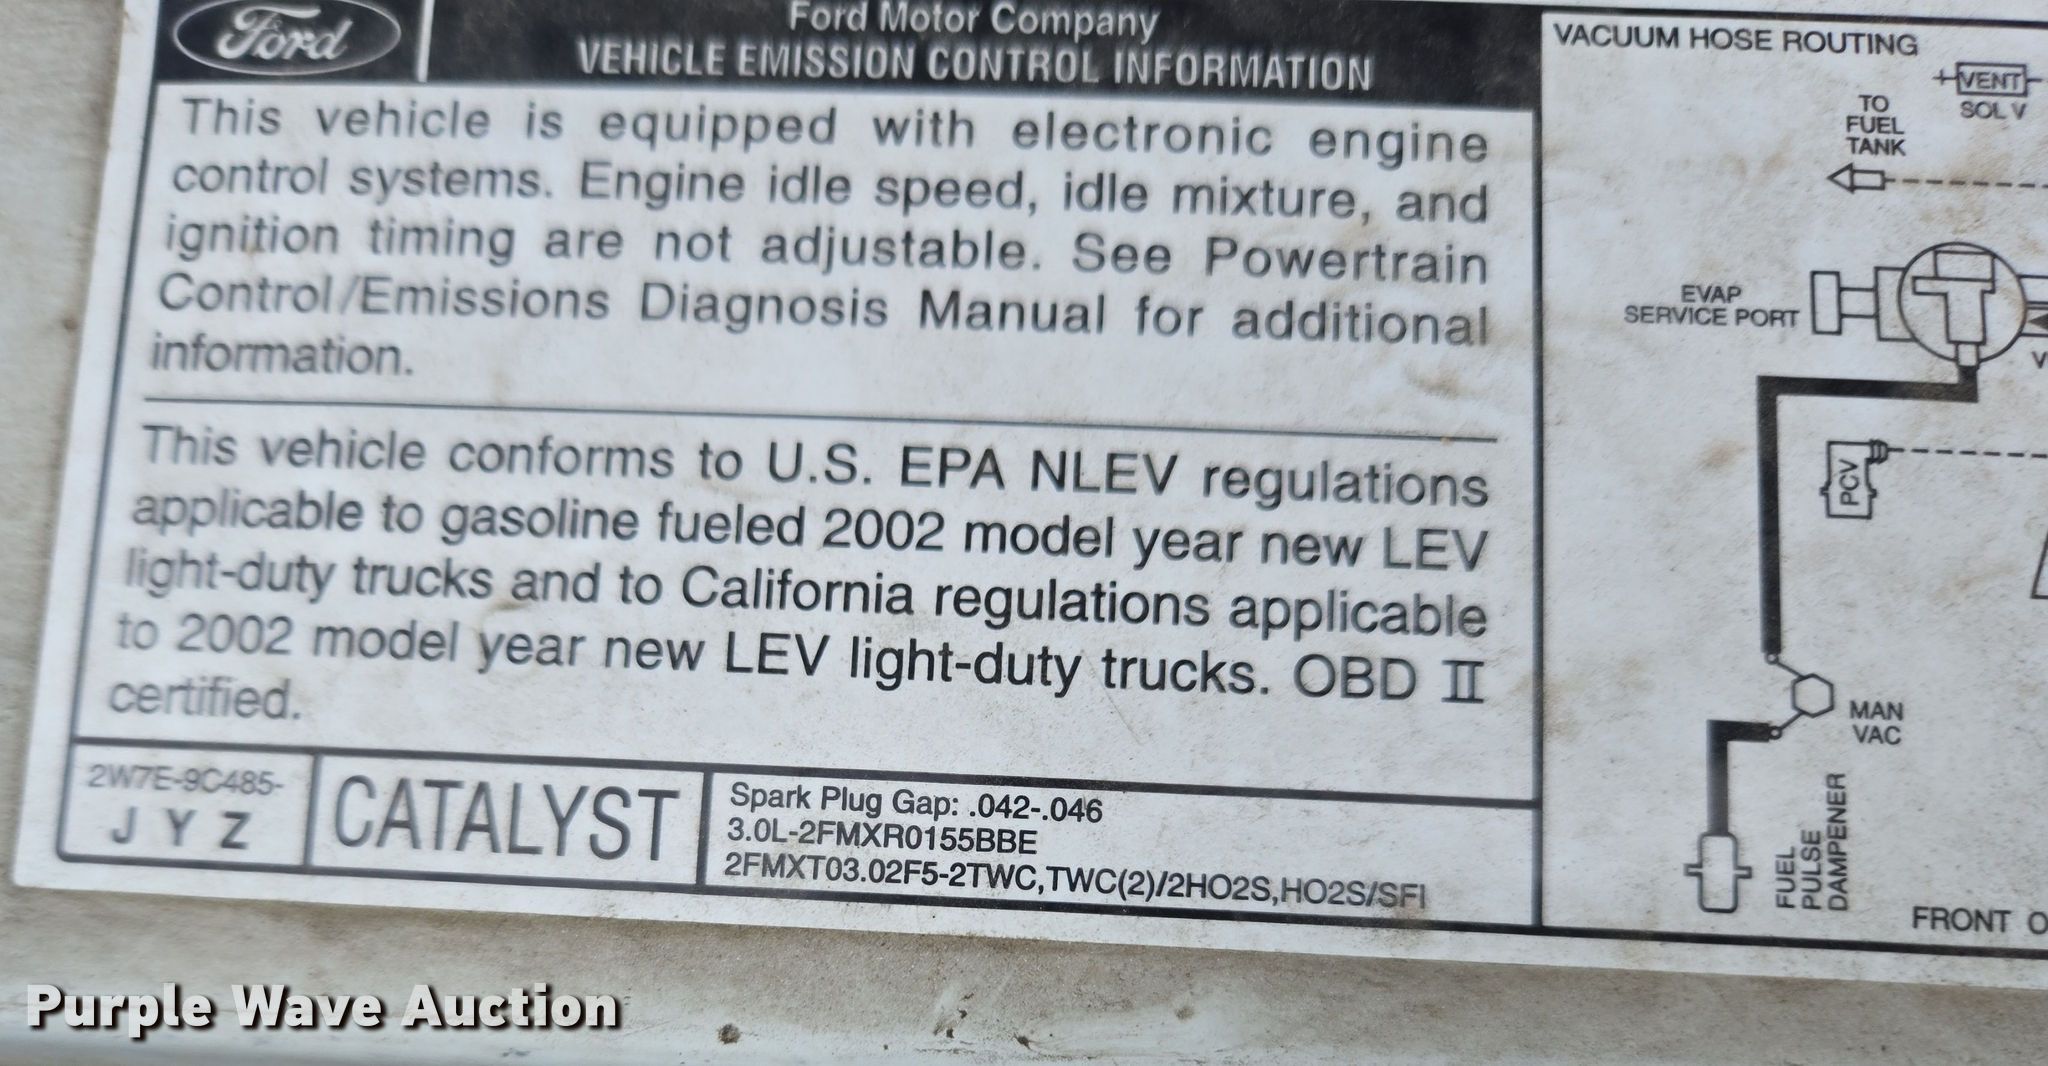 Ford
Ford Motor Company
VEHICLE EMISSION CONTROL INFORMATION
This vehicle is equipped with electronic engine
control systems. Engine idle speed, idle mixture, and
ignition timing are not adjustable. See Powertrain
Control/Emissions Diagnosis Manual for additional
information.
This vehicle conforms to U.S. EPA NLEV regulations
applicable to gasoline fueled 2002 model year new LEV
light-duty trucks and to California regulations applicable
to 2002 model year new LEV light-duty trucks. OBD II
certified.
2W7E-9C485-
J Y Z
CATALYST
Spark Plug Gap: .042-.046
3.0L-2FMXR0155BBE
2FMXT03.02F5-2TWC,TWC(2)/2HO2S,HO2S/SFI
VACUUM HOSE ROUTING
VENT
SOL V
TO
FUEL
TANK
EVAP
SERVICE PORT
V
PCV
MAN
VAC
FUEL
PULSE
DAMPENER
FRONT O
Purple Wave Auction